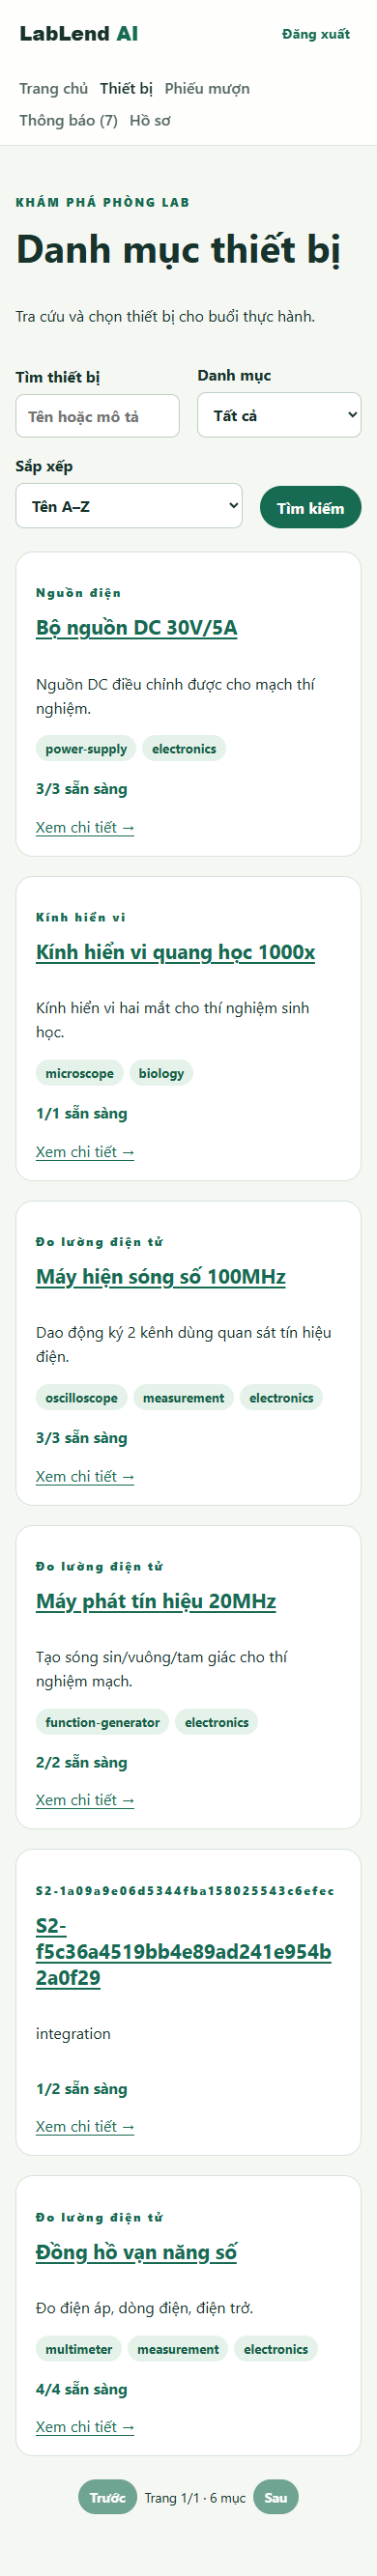 LabLend AI
Đăng xuất
Trang chủ Thiết bị Phiếu mượn
Thông báo (7) Hồ sơ
KHÁM PHÁ PHÒNG LAB
Danh mục thiết bị
Tra cứu và chọn thiết bị cho buổi thực hành.
Tìm thiết bị
Danh mục
Tên hoặc mô tả
Tất cả
Sắp xếp
Tên A–Z
Tìm kiếm
Nguồn điện
Bộ nguồn DC 30V/5A
Nguồn DC điều chỉnh được cho mạch thí
nghiệm.
power-supply electronics
3/3 sẵn sàng
Xem chi tiết →
Kính hiển vi
Kính hiển vi quang học 1000x
Kính hiển vi hai mắt cho thí nghiệm sinh
học.
microscope biology
1/1 sẵn sàng
Xem chi tiết →
Đo lường điện tử
Máy hiện sóng số 100MHz
Dao động ký 2 kênh dùng quan sát tín hiệu
điện.
oscilloscope measurement electronics
3/3 sẵn sàng
Xem chi tiết →
Đo lường điện tử
Máy phát tín hiệu 20MHz
Tạo sóng sin/vuông/tam giác cho thí
nghiệm mạch.
function-generator electronics
2/2 sẵn sàng
Xem chi tiết →
S2-1a09a9e06d5344fba158025543c6efec
S2-
f5c36a4519bb4e89ad241e954b
2a0f29
integration
1/2 sẵn sàng
Xem chi tiết →
Đo lường điện tử
Đồng hồ vạn năng số
Đo điện áp, dòng điện, điện trở.
multimeter measurement electronics
4/4 sẵn sàng
Xem chi tiết →
Trước Trang 1/1 · 6 mục Sau